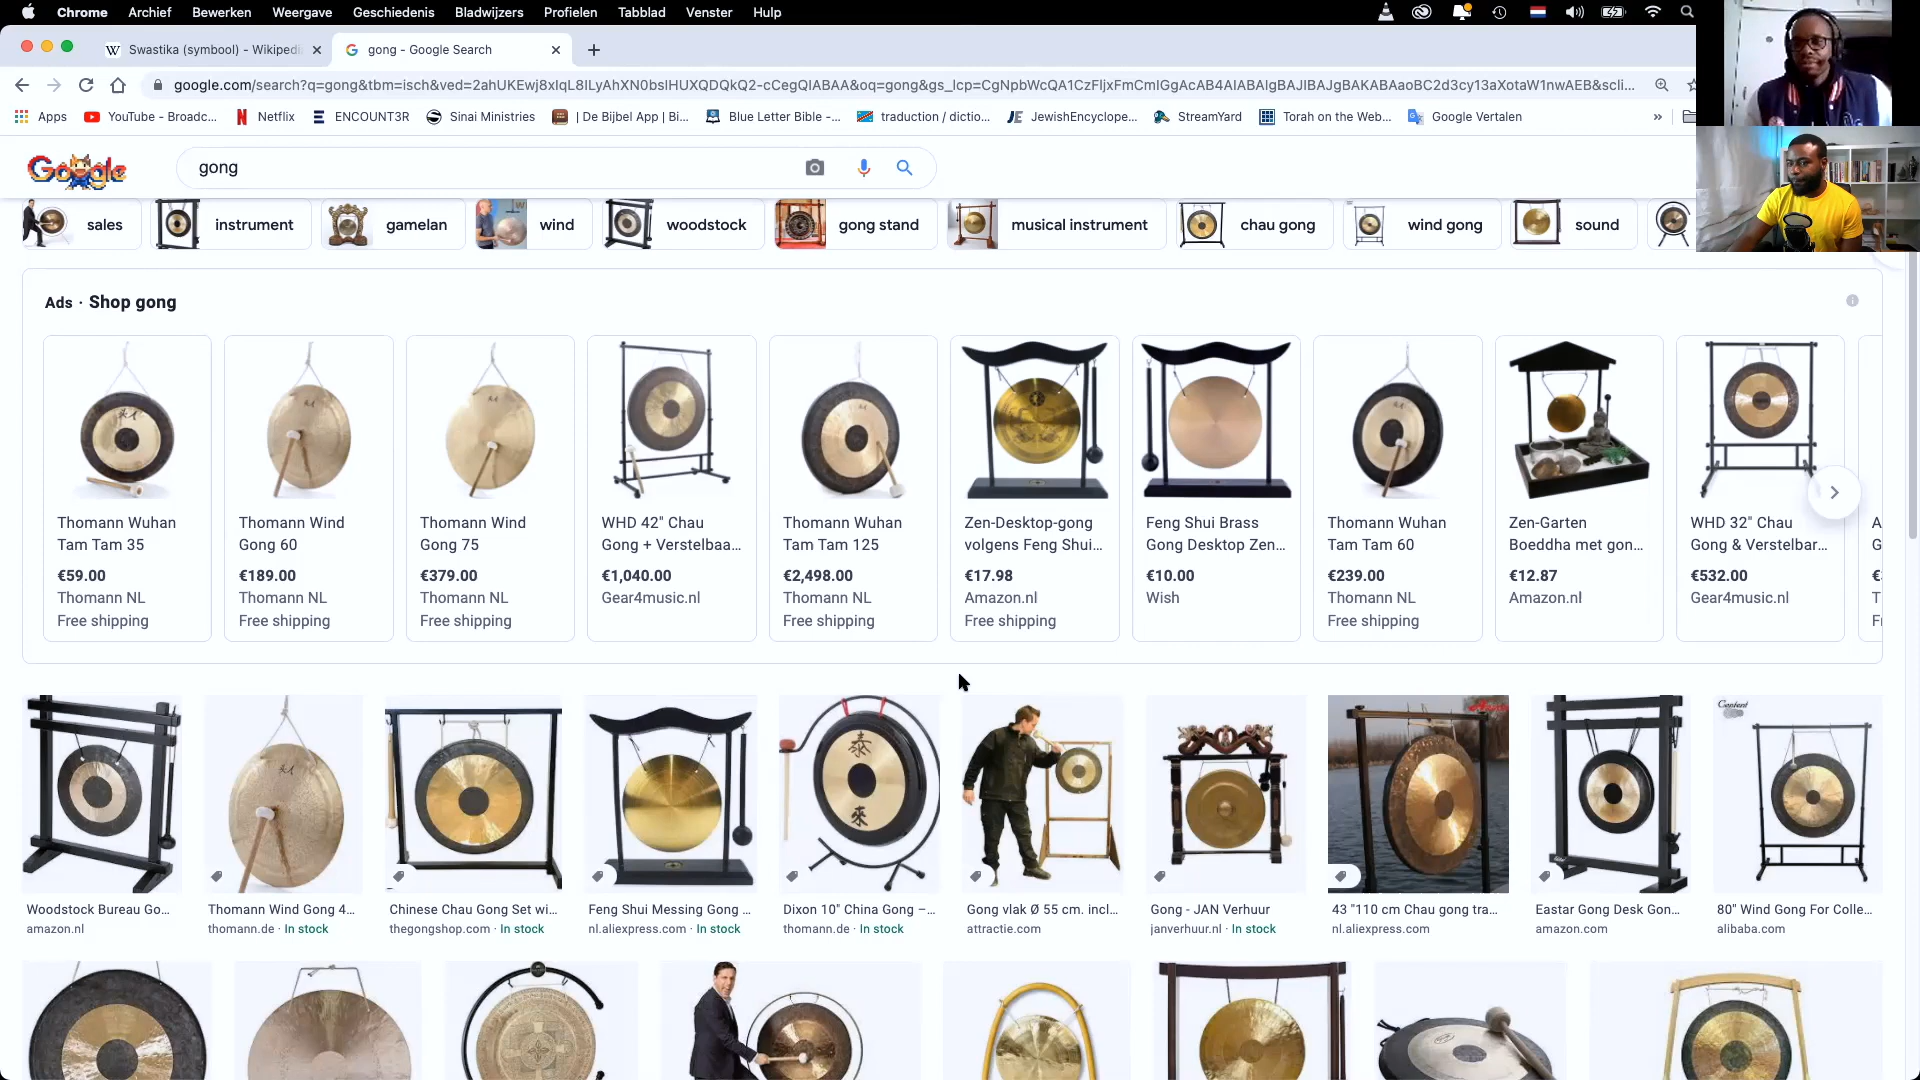 Chrome Archief Bewerken Weergave Geschiedenis Bladwijzers Profielen Tabblad Venster Help
Swastika (symbool) - Wikipedi
gong - Google Search
google.com/search?q=gong&tbm=isch&ved=2ahUKEwj8xIqL8ILyAhXN0bsIHUXQDQkQ2-cCegQIABAA&oq=gong&gs_lcp=CgNpbWcQA1CzFljxFmCmIGgAcAB4AIABAIgBAJIBAJgBAKABAaoBC2d3cy13aXotaW1nwAEB&scli...
Apps YouTube - Broadc... Netflix ENCOUNT3R Sinai Ministries | De Bijbel App | Bi... Blue Letter Bible -... traduction / dictio... JewishEncyclope... StreamYard Torah on the Web... Google Vertalen
Google
gong
sales instrument gamelan wind woodstock gong stand musical instrument chau gong wind gong sound
Ads · Shop gong
Thomann Wuhan Tam Tam 35
€59.00
Thomann NL
Free shipping
Thomann Wind Gong 60
€189.00
Thomann NL
Free shipping
Thomann Wind Gong 75
€379.00
Thomann NL
Free shipping
WHD 42" Chau Gong + Verstelbaa...
€1,040.00
Gear4music.nl
Thomann Wuhan Tam Tam 125
€2,498.00
Thomann NL
Free shipping
Zen-Desktop-gong volgens Feng Shui...
€17.98
Amazon.nl
Free shipping
Feng Shui Brass Gong Desktop Zen...
€10.00
Wish
Thomann Wuhan Tam Tam 60
€239.00
Thomann NL
Free shipping
Zen-Garten Boeddha met gon...
€12.87
Amazon.nl
WHD 32" Chau Gong & Verstelbar...
€532.00
Gear4music.nl
Woodstock Bureau Go...
amazon.nl
Thomann Wind Gong 4...
thomann.de · In stock
Chinese Chau Gong Set wi...
thegongshop.com · In stock
Feng Shui Messing Gong ...
nl.aliexpress.com · In stock
Dixon 10" China Gong –...
thomann.de · In stock
Gong vlak Ø 55 cm. incl...
attractie.com
Gong - JAN Verhuur
janverhuur.nl · In stock
43 "110 cm Chau gong tra...
nl.aliexpress.com
Eastar Gong Desk Gon...
amazon.com
80" Wind Gong For Colle...
alibaba.com